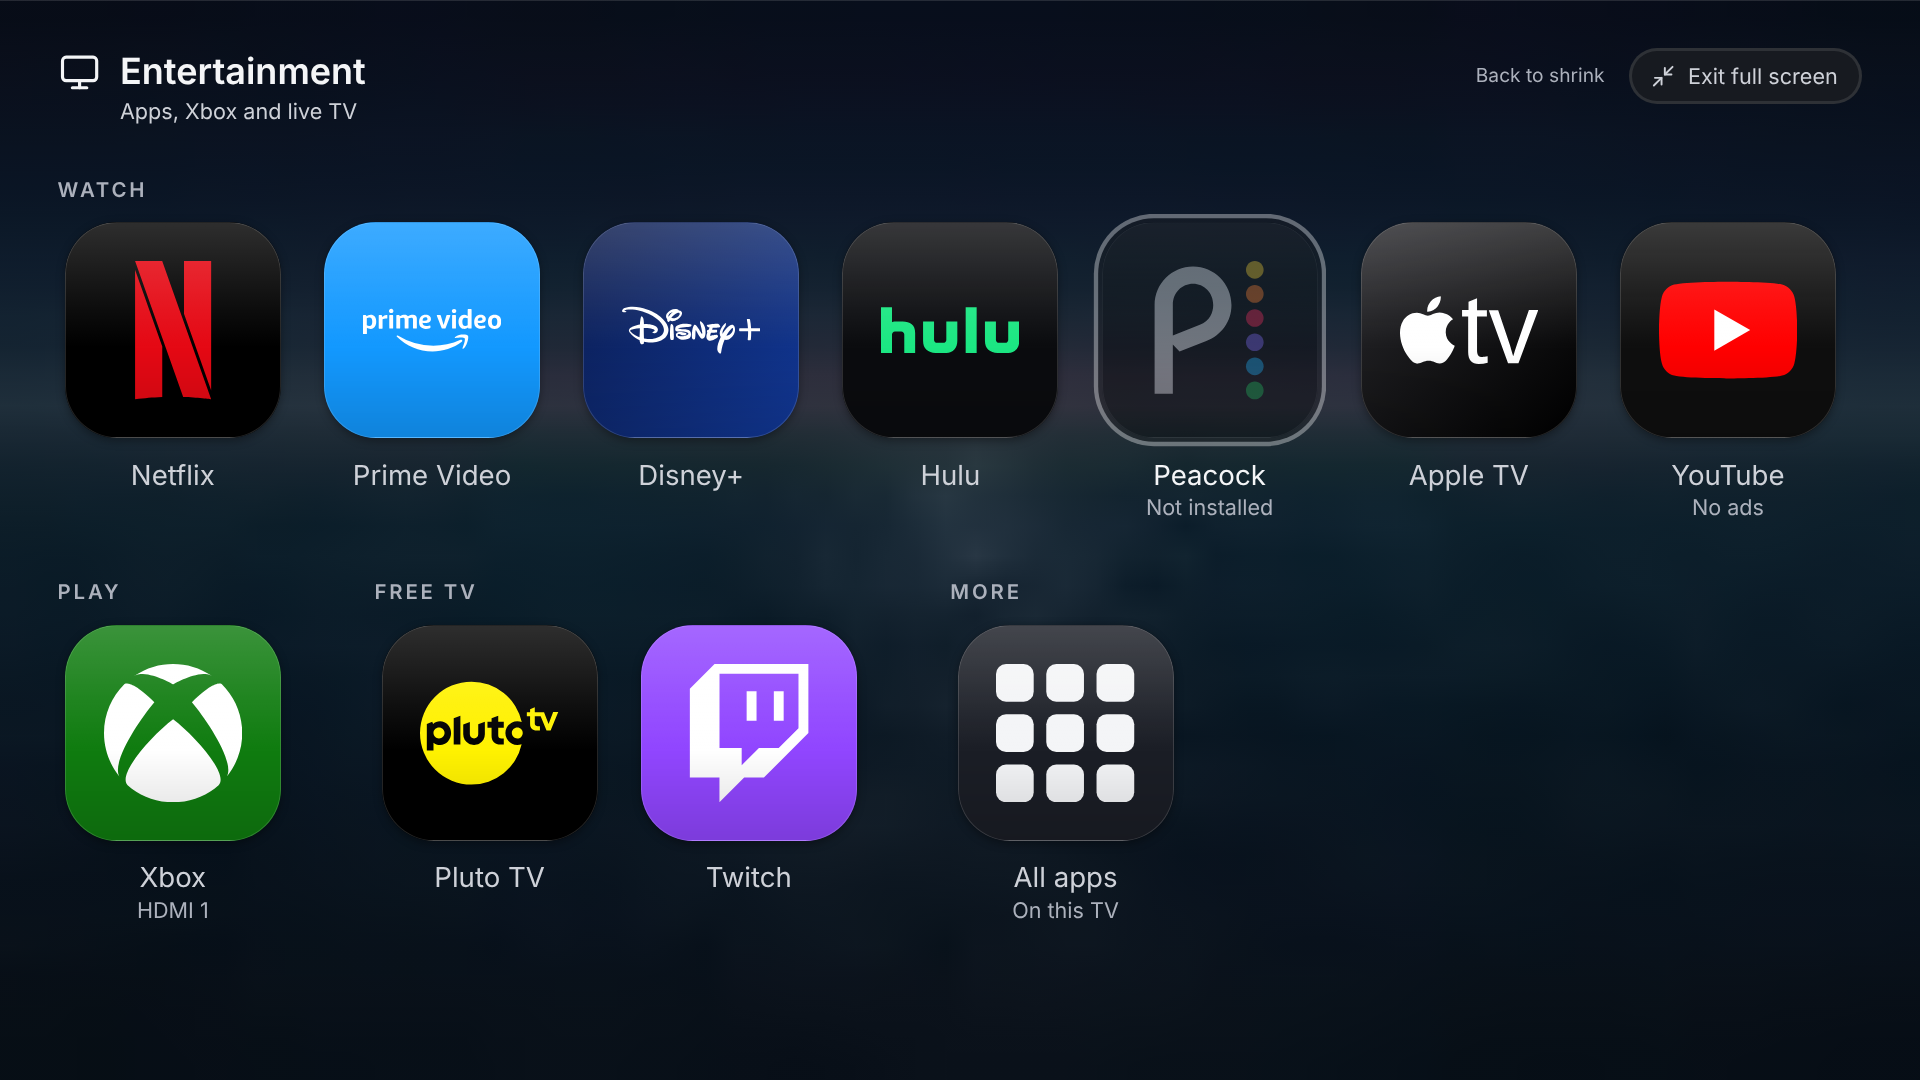 Entertainment
Apps, Xbox and live TV
Back to shrink
Exit full screen
WATCH
prime video
Disney+
hulu
tv
Netflix
Prime Video
Disney+
Hulu
Peacock
Apple TV
YouTube
Not installed
No ads
PLAY
FREE TV
MORE
pluto tv
Xbox
Pluto TV
Twitch
All apps
HDMI 1
On this TV